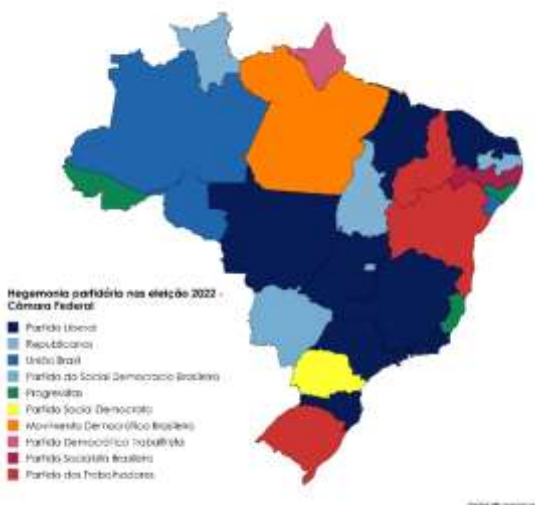 Hegemonia partidária nas eleição 2022 -
Câmara Federal
Partido Liberal
Republicanos
União Brasil
Partido da Social Democracia Brasileira
Progressitas
Partido Social Democrata
Movimento Democrático Brasileiro
Partido Democrático Trabalhista
Partido Socialista Brasileiro
Partido dos Trabalhadores